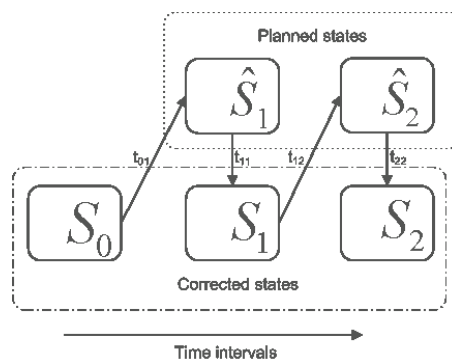 Planned states
Ŝ₁ Ŝ₂
t₀₁ t₁₁ t₁₂ t₂₂
S₀ S₁ S₂
Corrected states
Time intervals